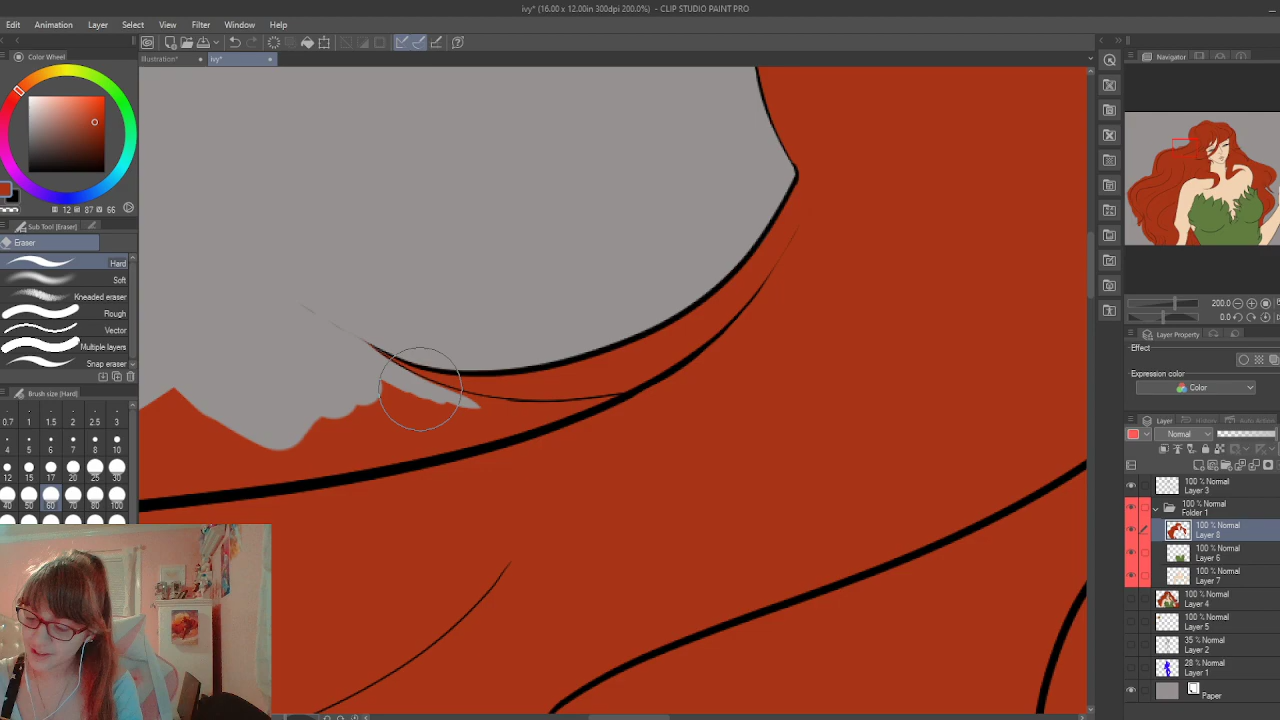 ivy* (16.00 x 12.00in 300dpi 200.0%) - CLIP STUDIO PAINT PRO
Edit Animation Layer Select View Filter Window Help
Illustration* ivy*
Color Wheel
12 87 66
Sub Tool [Eraser]
Eraser
Hard
Soft
Kneaded eraser
Rough
Vector
Multiple layers
Snap eraser
Brush size [Hard]
0.7 1 1.5 2 2.5 3
4 5 6 7 8 10
12 15 17 20 25 30
40 50 60 70 80 100
Navigator
200.0
0.0
Layer Property
Effect
Expression color
Color
Layer History Auto Action
Normal
100 % Normal
Layer 3
100 % Normal
Folder 1
100 % Normal
Layer 8
100 % Normal
Layer 6
100 % Normal
Layer 7
100 % Normal
Layer 4
100 % Normal
Layer 5
35 % Normal
Layer 2
28 % Normal
Layer 1
Paper